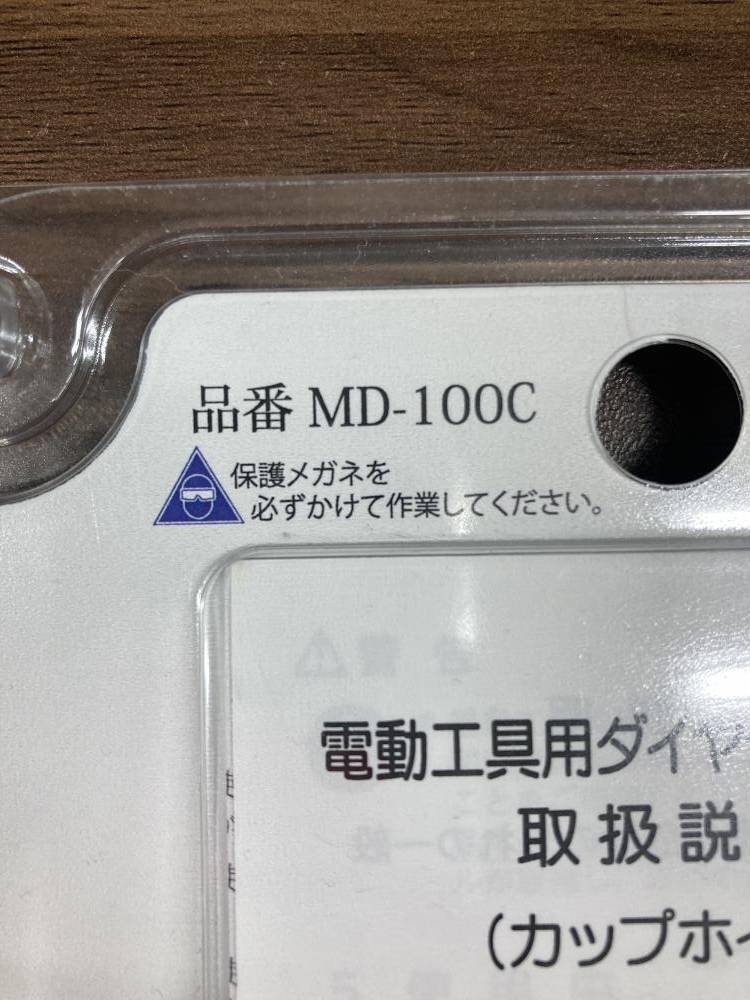 品番 MD-100C
保護メガネを
必ずかけて作業してください。
電動工具用ダイヤ
取扱説
(カップホイ